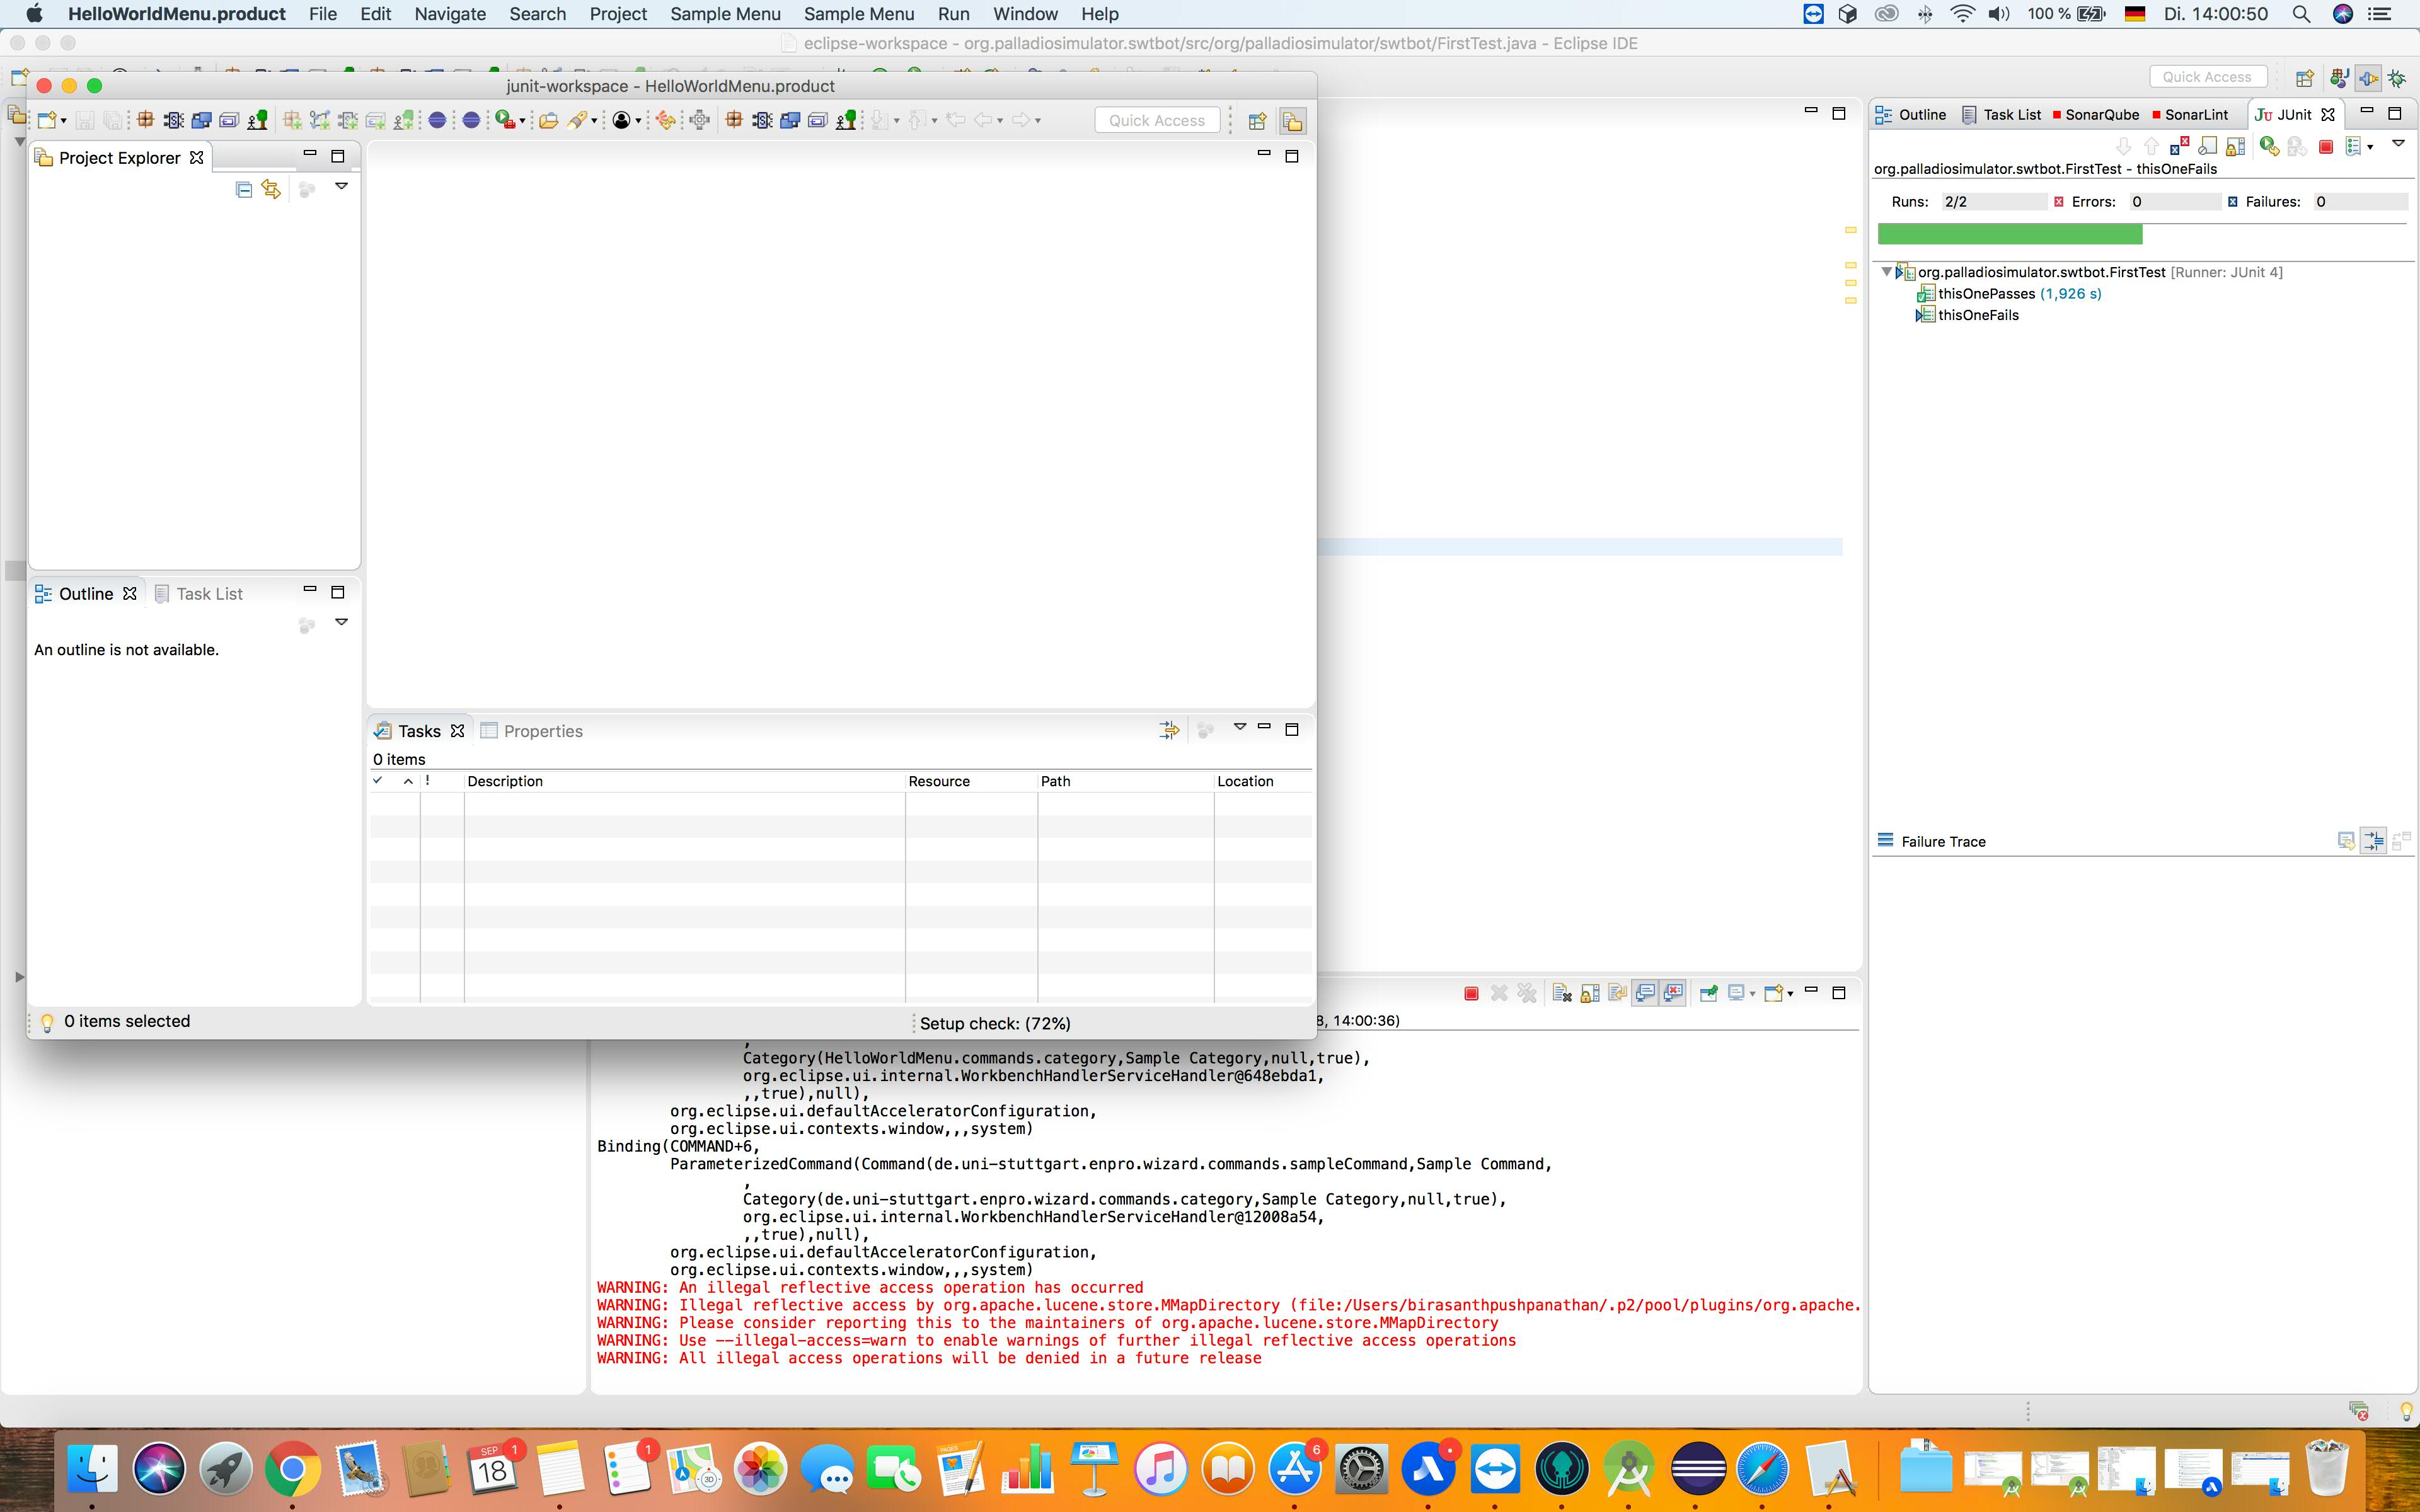 HelloWorldMenu.product File Edit Navigate Search Project Sample Menu Sample Menu Run Window Help 100 % Di. 14:00:50
eclipse-workspace - org.palladiosimulator.swtbot/src/org/palladiosimulator/swtbot/FirstTest.java - Eclipse IDE
Quick Access
junit-workspace - HelloWorldMenu.product
Quick Access
Project Explorer
Outline Task List
An outline is not available.
Tasks Properties
0 items
! Description Resource Path Location
0 items selected
Setup check: (72%)
Outline Task List SonarQube SonarLint JUnit
org.palladiosimulator.swtbot.FirstTest - thisOneFails
Runs: 2/2 Errors: 0 Failures: 0
org.palladiosimulator.swtbot.FirstTest [Runner: JUnit 4]
thisOnePasses (1,926 s)
thisOneFails
Failure Trace
8, 14:00:36)
,
Category(HelloWorldMenu.commands.category,Sample Category,null,true),
org.eclipse.ui.internal.WorkbenchHandlerServiceHandler@648ebda1,
,,true),null),
org.eclipse.ui.defaultAcceleratorConfiguration,
org.eclipse.ui.contexts.window,,,system)
Binding(COMMAND+6,
ParameterizedCommand(Command(de.uni-stuttgart.enpro.wizard.commands.sampleCommand,Sample Command,
,
Category(de.uni-stuttgart.enpro.wizard.commands.category,Sample Category,null,true),
org.eclipse.ui.internal.WorkbenchHandlerServiceHandler@12008a54,
,,true),null),
org.eclipse.ui.defaultAcceleratorConfiguration,
org.eclipse.ui.contexts.window,,,system)
WARNING: An illegal reflective access operation has occurred
WARNING: Illegal reflective access by org.apache.lucene.store.MMapDirectory (file:/Users/birasanthpushpanathan/.p2/pool/plugins/org.apache.
WARNING: Please consider reporting this to the maintainers of org.apache.lucene.store.MMapDirectory
WARNING: Use --illegal-access=warn to enable warnings of further illegal reflective access operations
WARNING: All illegal access operations will be denied in a future release
SEP
18
1
1
3D
PAGES
6